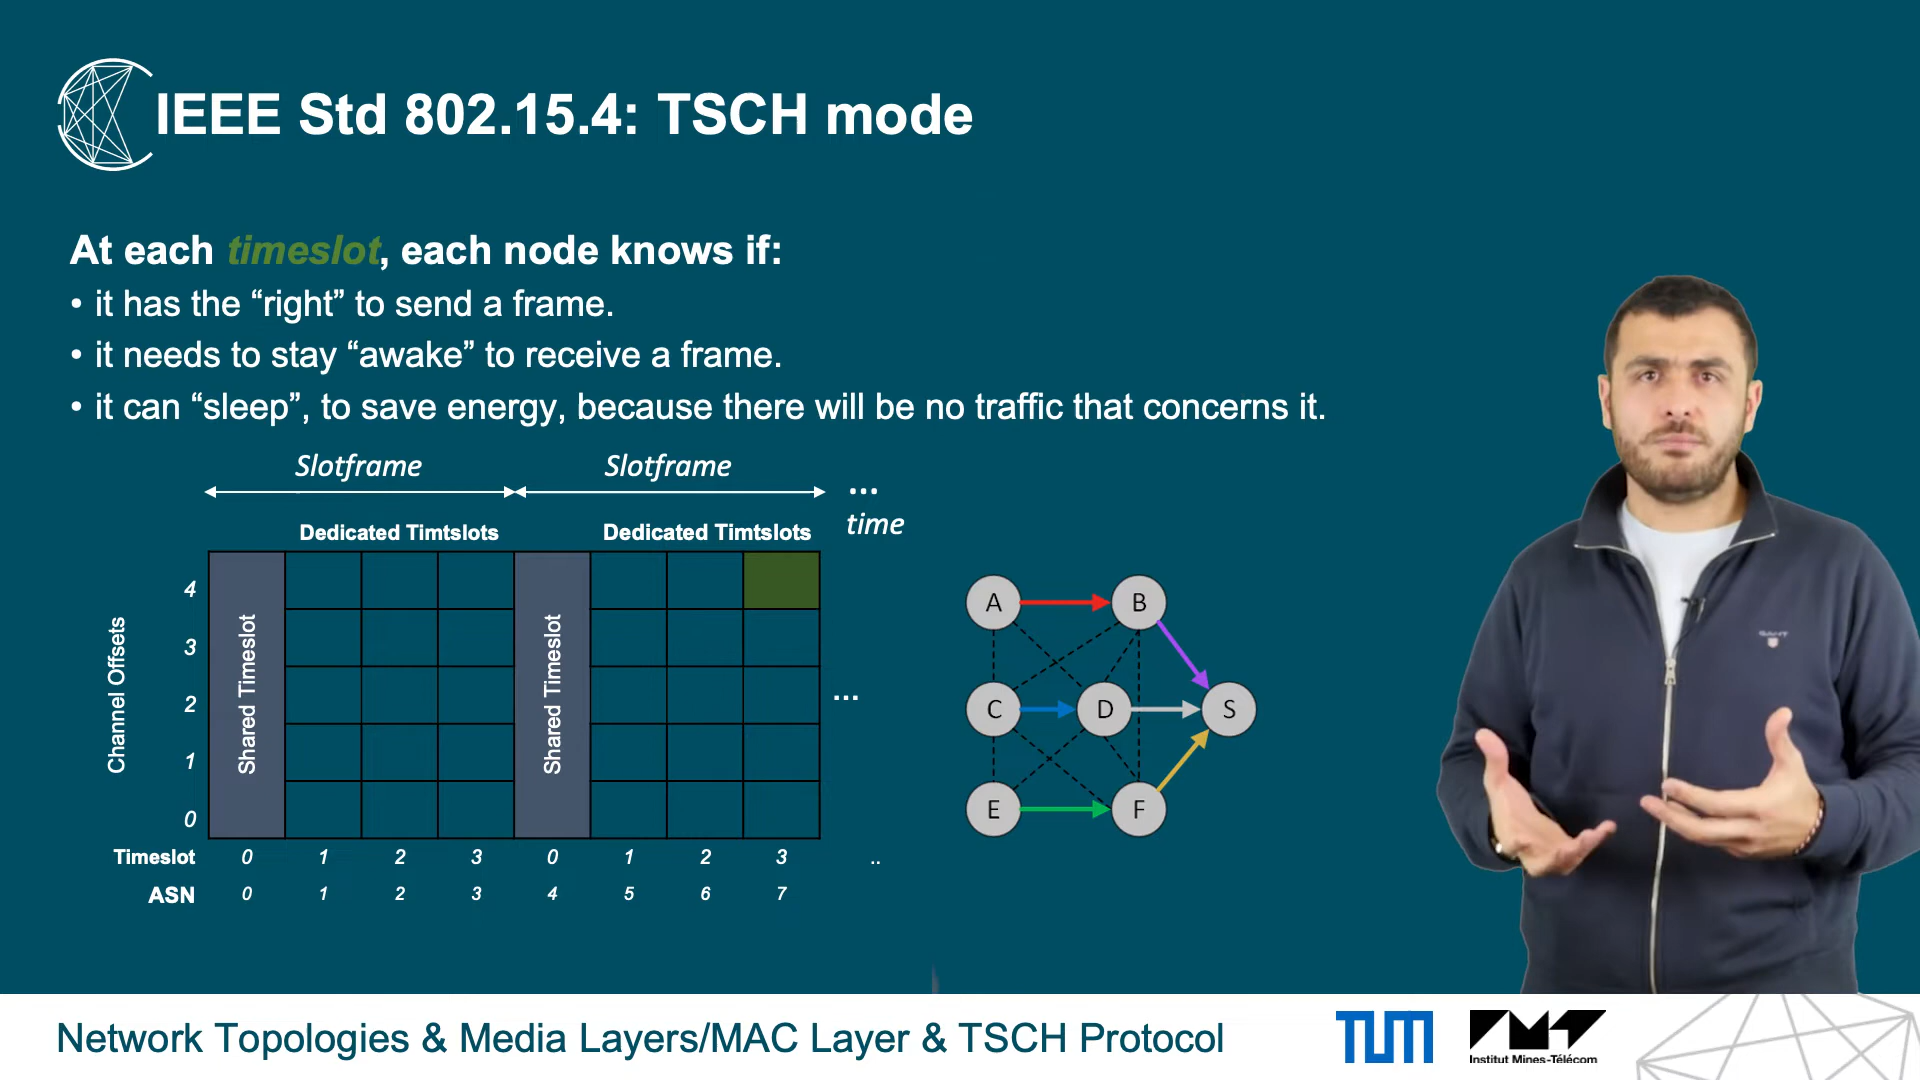 IEEE Std 802.15.4: TSCH mode
At each timeslot, each node knows if:
• it has the “right” to send a frame.
• it needs to stay “awake” to receive a frame.
• it can “sleep”, to save energy, because there will be no traffic that concerns it.
Slotframe Slotframe ...
time
Dedicated Timtslots Dedicated Timtslots
Channel Offsets
4
3
2
1
0
Shared Timeslot
Shared Timeslot
...
Timeslot 0 1 2 3 0 1 2 3 ..
ASN 0 1 2 3 4 5 6 7
A B
C D S
E F
GANT
Network Topologies & Media Layers/MAC Layer & TSCH Protocol
TUM
IMT
Institut Mines-Télécom